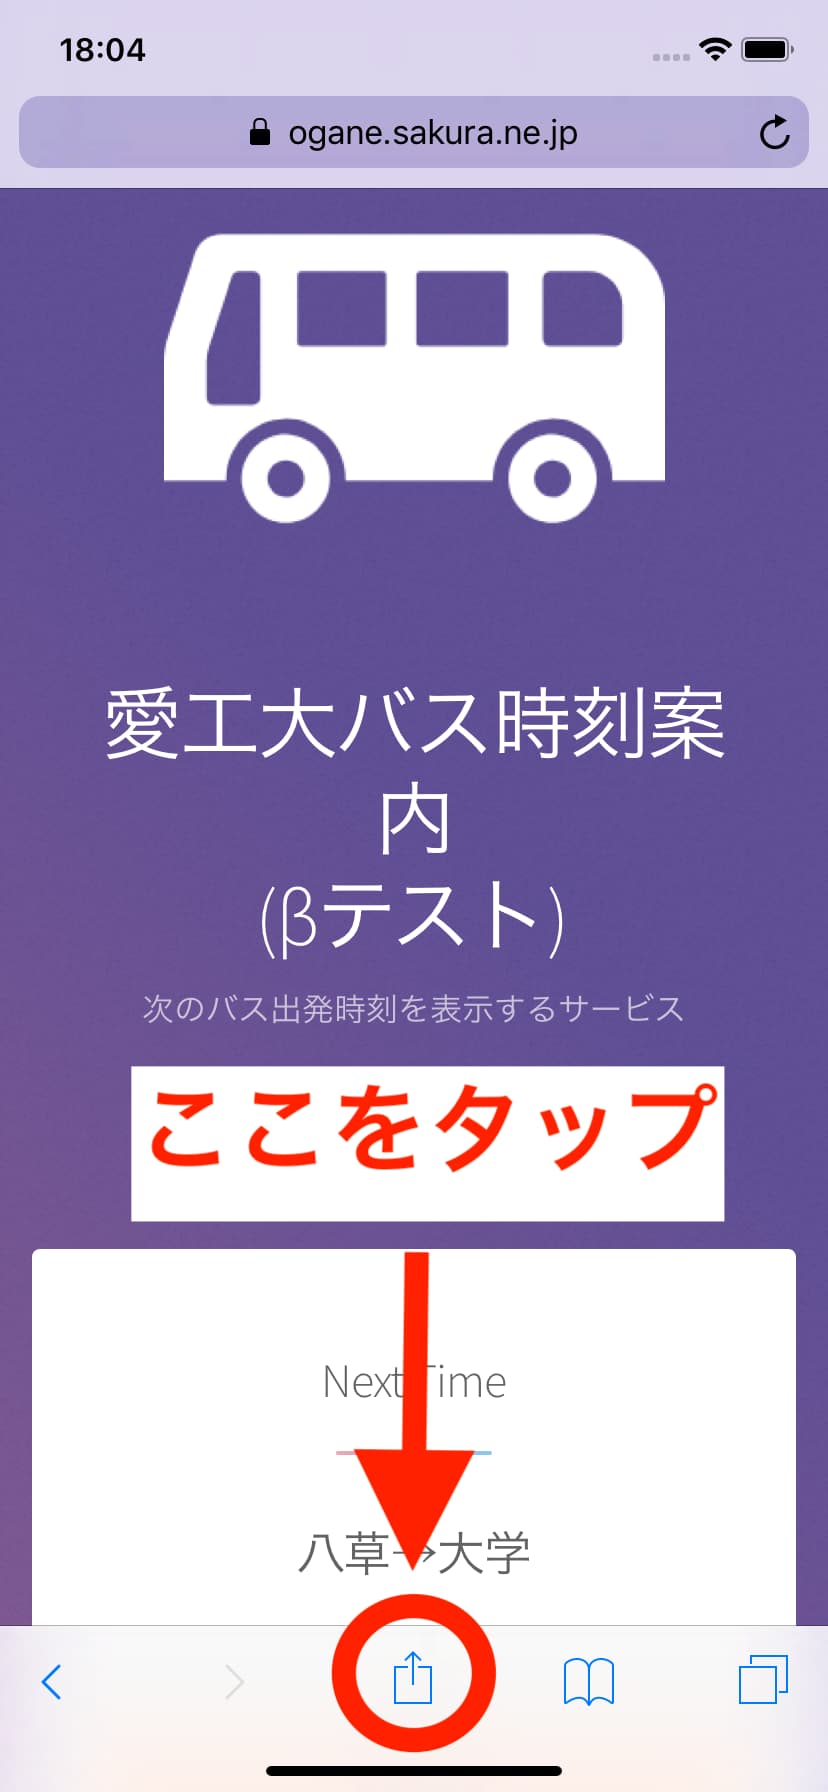 18:04
ogane.sakura.ne.jp
愛工大バス時刻案
内
(βテスト)
次のバス出発時刻を表示するサービス
ここをタップ
Next Time
八草→大学